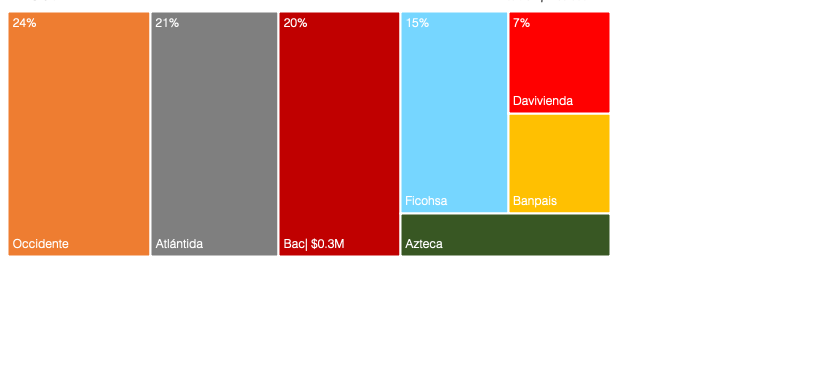 24%
Occidente
21%
Atlántida
20%
Bac| $0.3M
15%
Ficohsa
7%
Davivienda
Banpais
Azteca